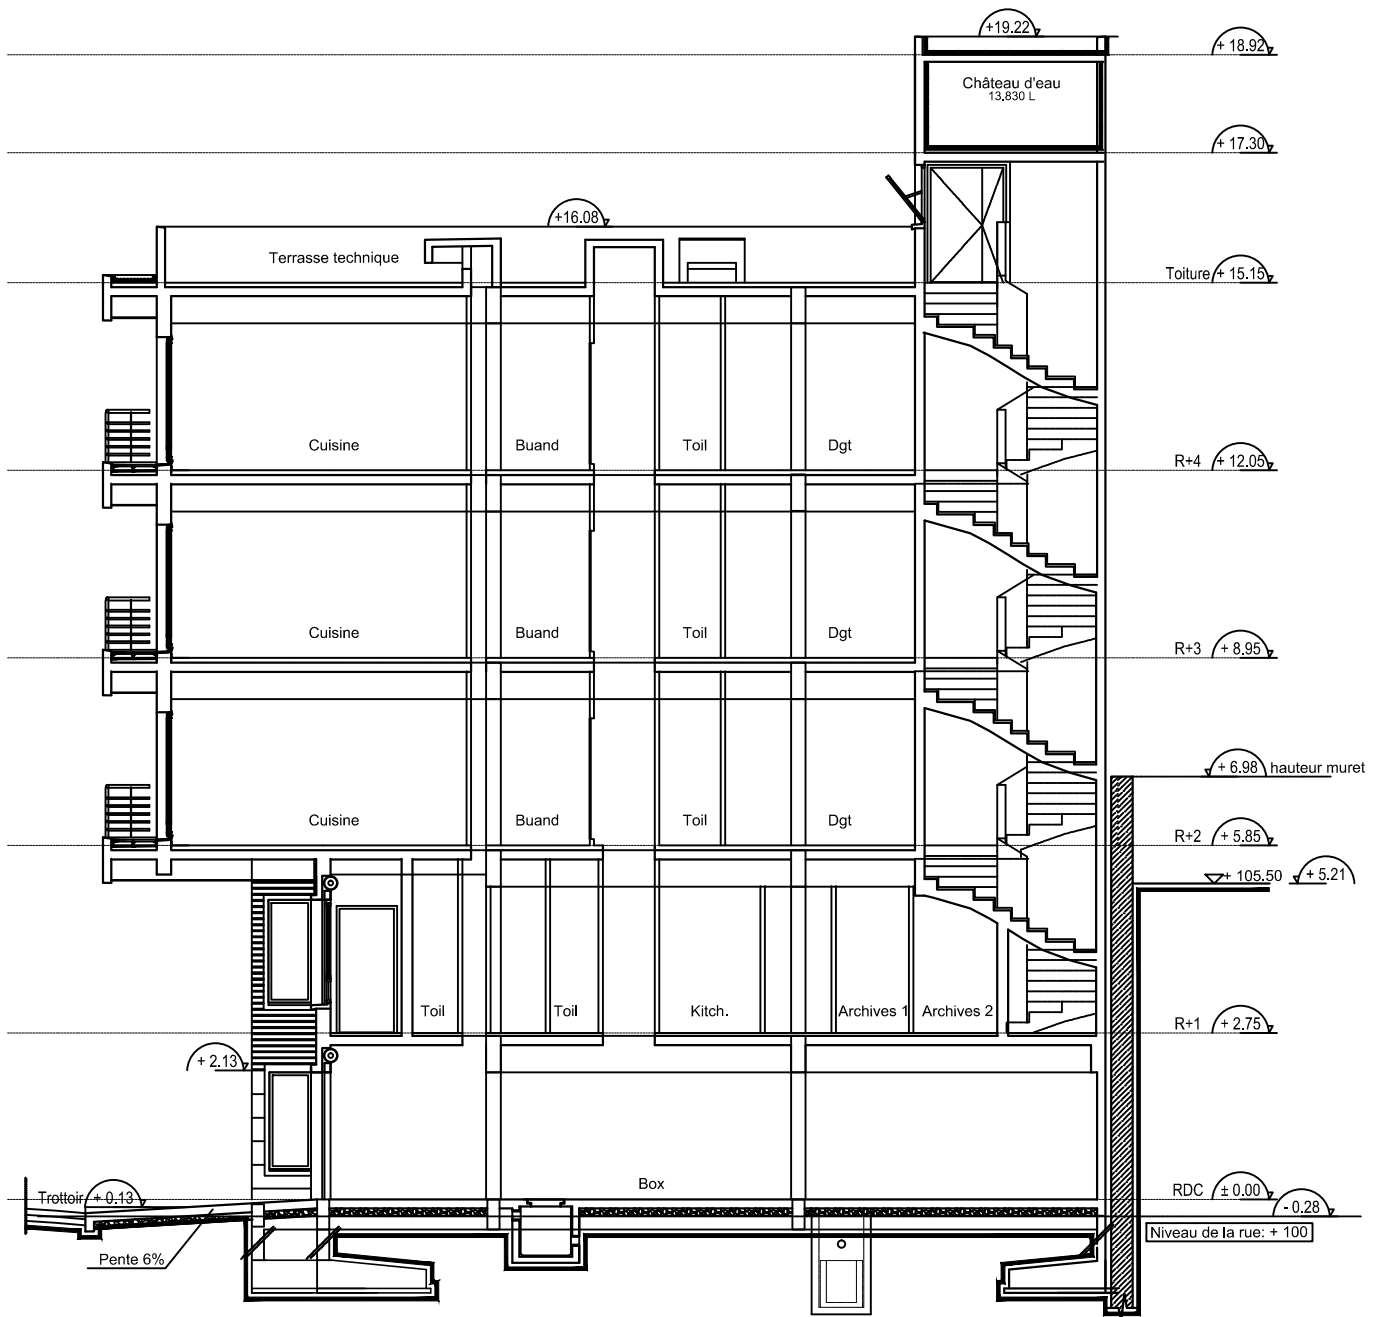 +19.22
+ 18.92
Château d'eau
13.830 L
+ 17.30
+16.08
Terrasse technique
Toiture + 15.15
Cuisine Buand Toil Dgt
R+4 + 12.05
Cuisine Buand Toil Dgt
R+3 + 8.95
+ 6.98 hauteur muret
Cuisine Buand Toil Dgt
R+2 + 5.85
+ 105.50 + 5.21
Toil Toil Kitch. Archives 1 Archives 2
R+1 + 2.75
+ 2.13
Box
Trottoir + 0.13
RDC ± 0.00
- 0.28
Niveau de la rue: + 100
Pente 6%